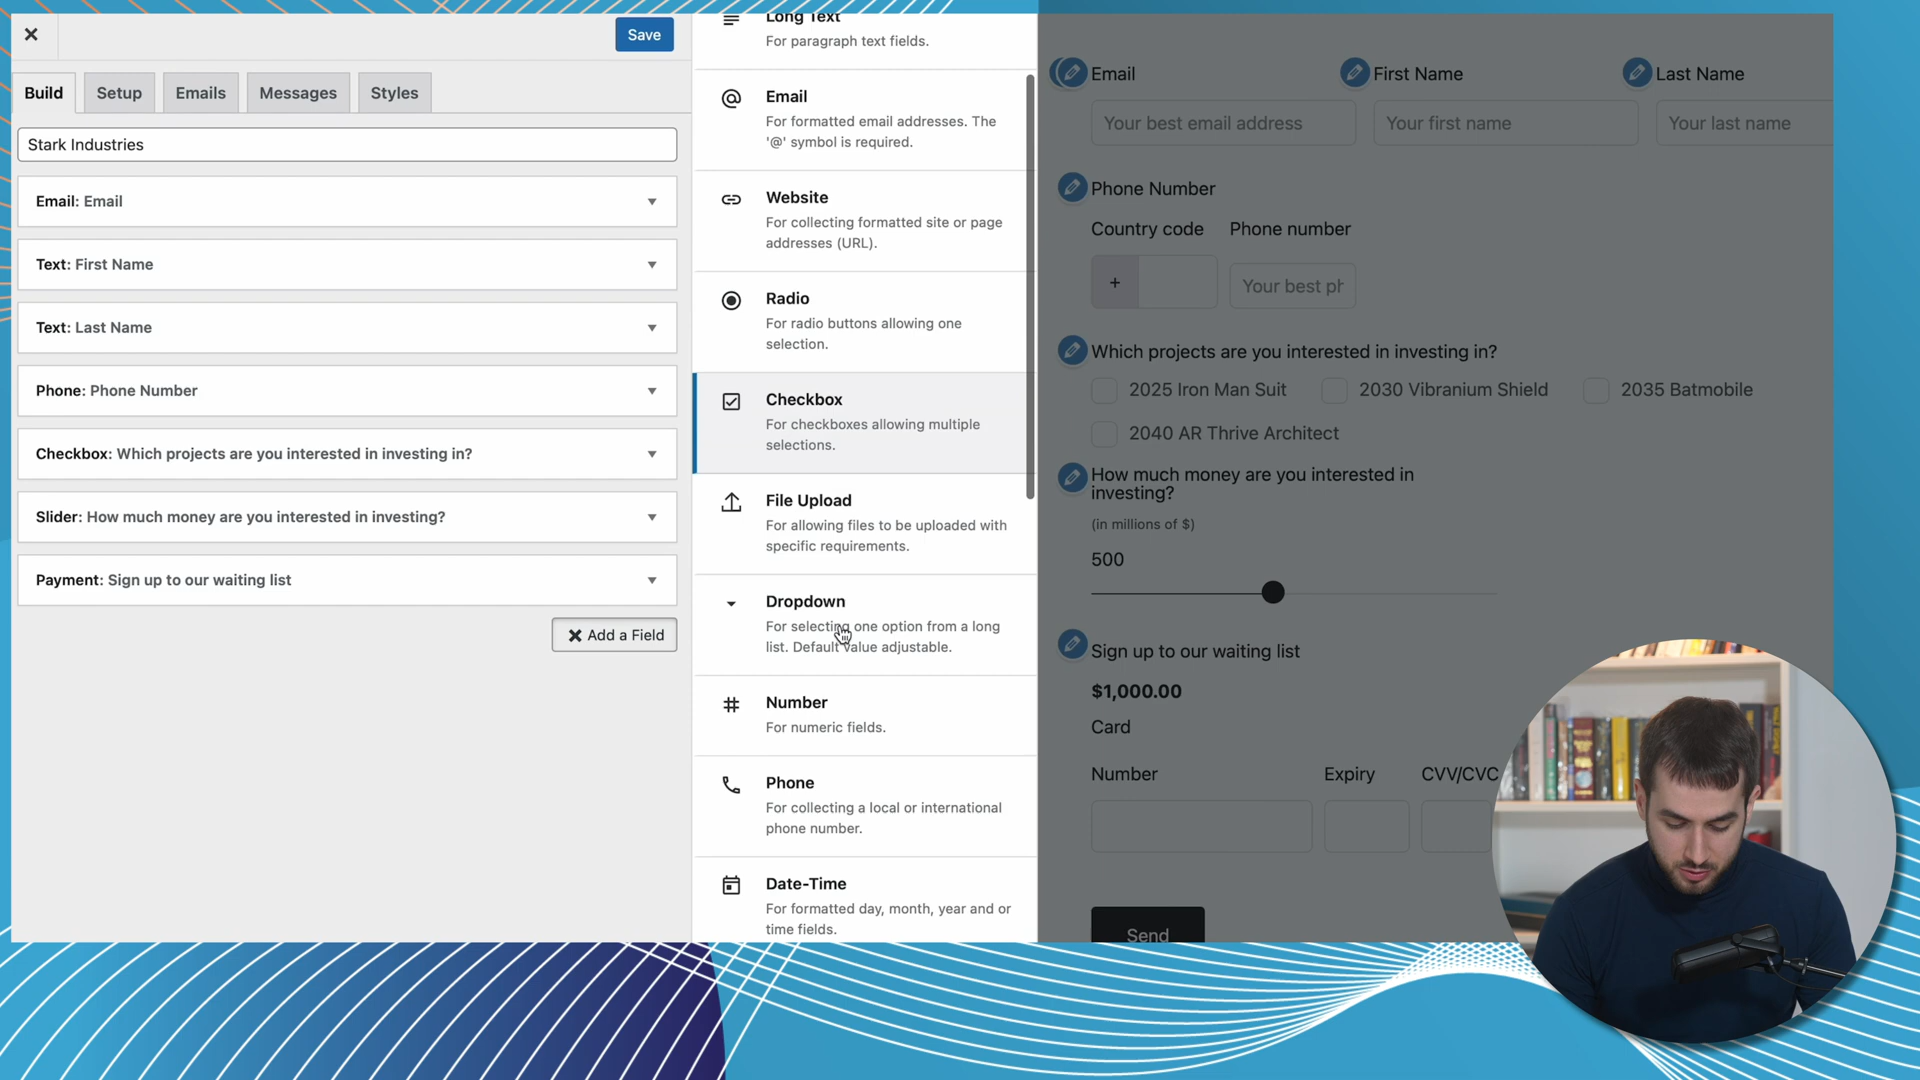 Save
Build
Setup
Emails
Messages
Styles
Stark Industries
Email: Email
Text: First Name
Text: Last Name
Phone: Phone Number
Checkbox: Which projects are you interested in investing in?
Slider: How much money are you interested in investing?
Payment: Sign up to our waiting list
Add a Field
Long Text
For paragraph text fields.
Email
For formatted email addresses. The
'@' symbol is required.
Website
For collecting formatted site or page
addresses (URL).
Radio
For radio buttons allowing one
selection.
Checkbox
For checkboxes allowing multiple
selections.
File Upload
For allowing files to be uploaded with
specific requirements.
Dropdown
For selecting one option from a long
list. Default value adjustable.
Number
For numeric fields.
Phone
For collecting a local or international
phone number.
Date-Time
For formatted day, month, year and or
time fields.
Email
First Name
Last Name
Your best email address
Your first name
Your last name
Phone Number
Country code
Phone number
+
Your best ph
Which projects are you interested in investing in?
2025 Iron Man Suit
2030 Vibranium Shield
2035 Batmobile
2040 AR Thrive Architect
How much money are you interested in
investing?
(in millions of $)
500
Sign up to our waiting list
$1,000.00
Card
Number
Expiry
CVV/CVC
Send